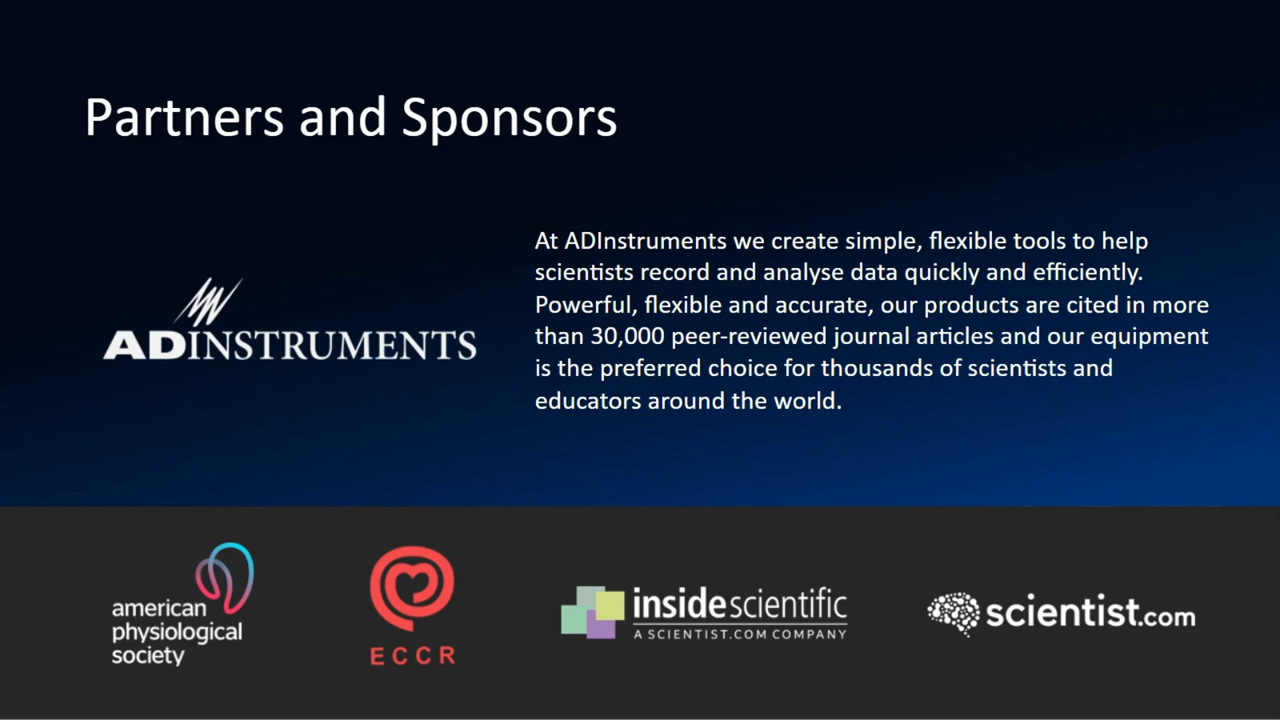 Partners and Sponsors
ADINSTRUMENTS
At ADInstruments we create simple, flexible tools to help
scientists record and analyse data quickly and efficiently.
Powerful, flexible and accurate, our products are cited in more
than 30,000 peer-reviewed journal articles and our equipment
is the preferred choice for thousands of scientists and
educators around the world.
american
physiological
society
ECCR
insidescientific
A SCIENTIST.COM COMPANY
scientist.com